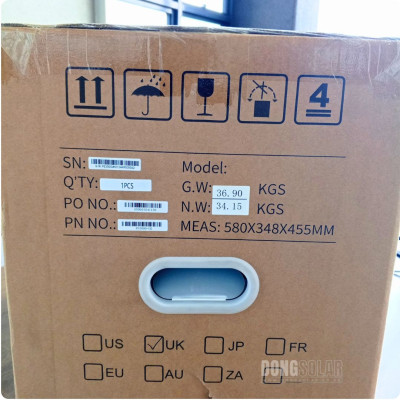 4
SN:
Model:
Q'TY: 1PCS
G.W: 36.90 KGS
PO NO.:
N.W: 34.15 KGS
PN NO.:
MEAS: 580X348X455MM
US UK JP FR
EU AU ZA
DONGSOLAR